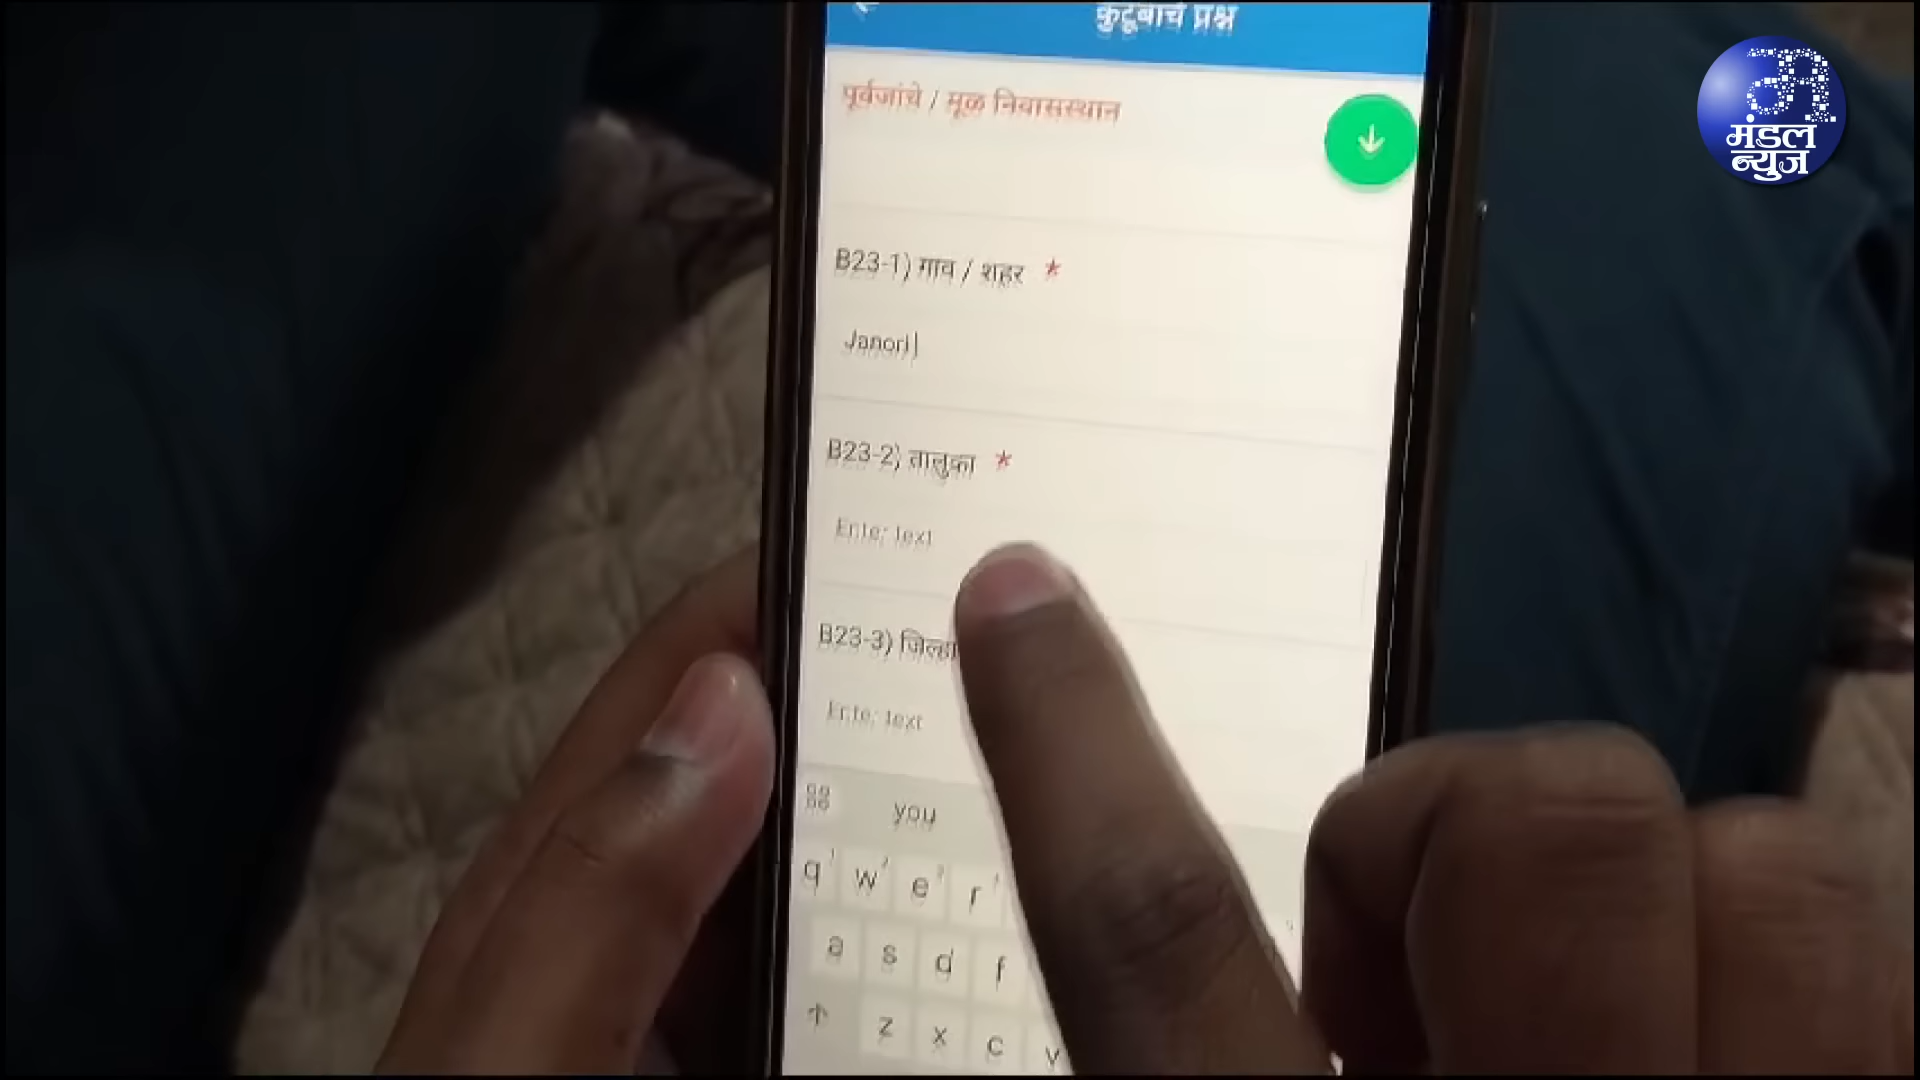 कुटुंबाचे प्रश्न
पूर्वजांचे / मूळ निवासस्थान
B23-1) गाव / शहर *
Janori
B23-2) तालुका *
Enter text
B23-3) जिल्हा
Enter text
you
q w e r
a s d f
z x c v
मंडल
न्युज